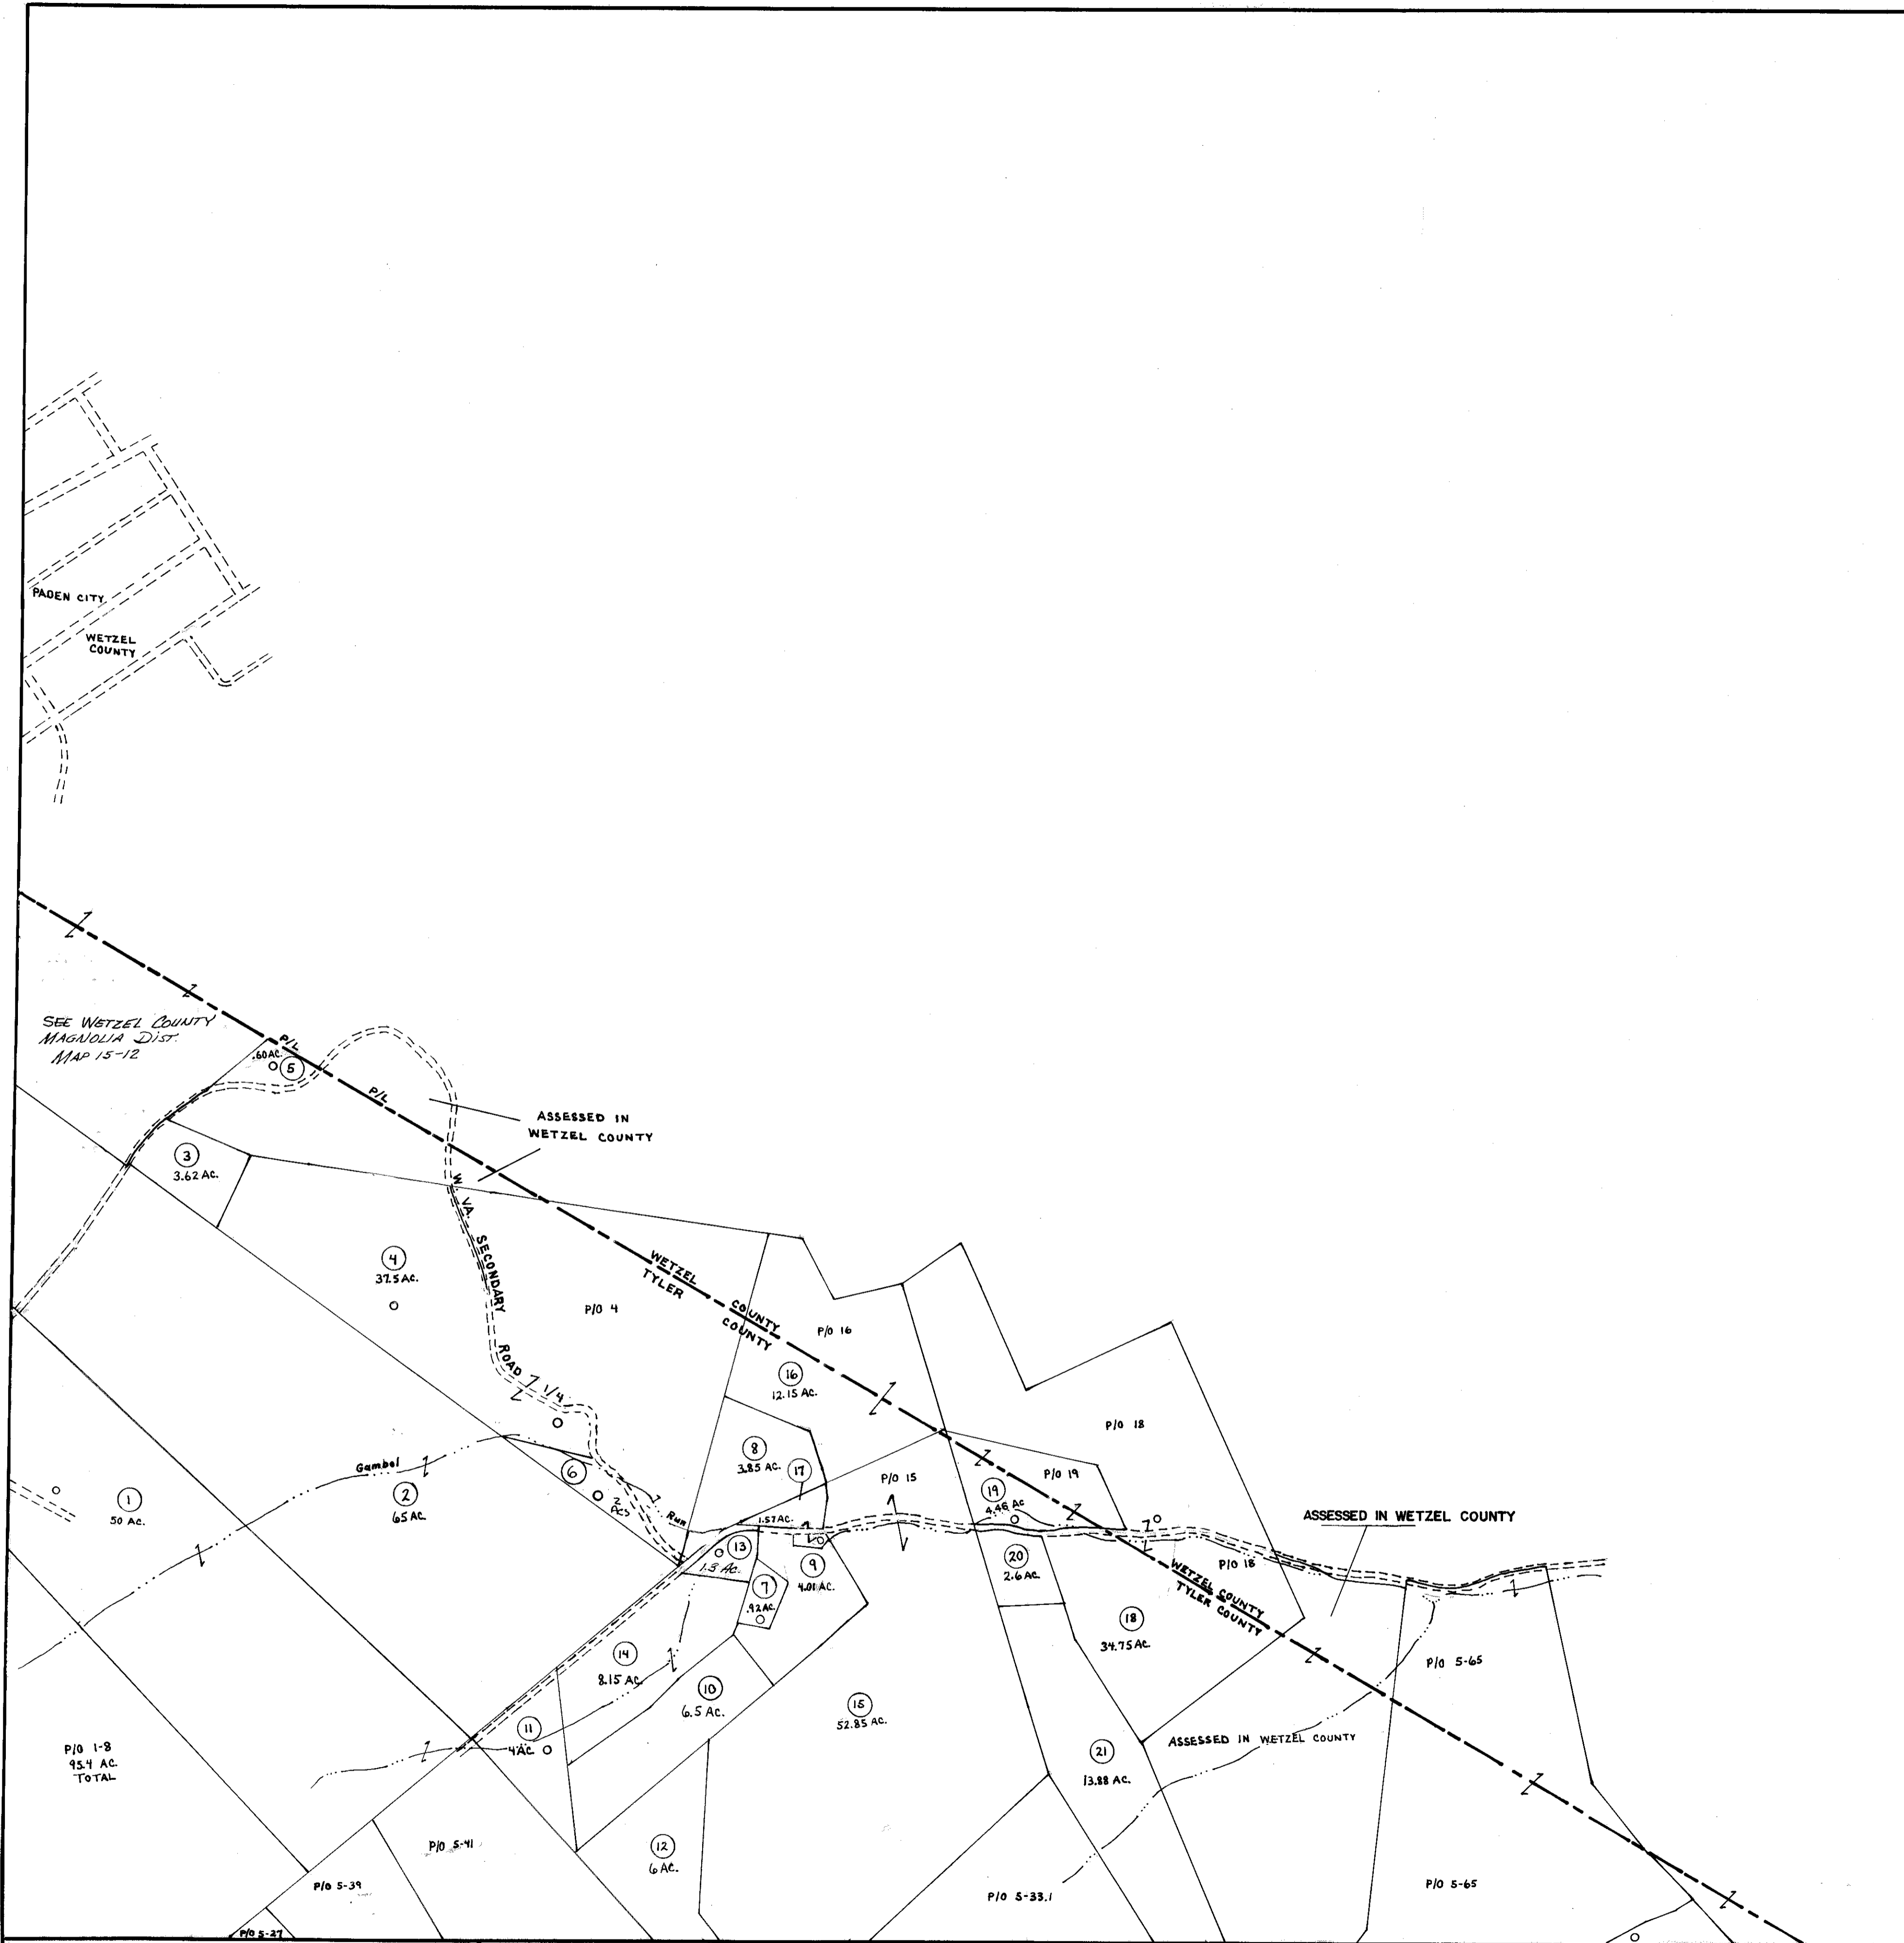 PADEN CITY
WETZEL
COUNTY
SEE WETZEL COUNTY
MAGNOLIA DIST.
MAP 15-12
P/L
.60 AC.
5
P/L
ASSESSED IN
WETZEL COUNTY
3
3.62 AC.
W. VA. SECONDARY ROAD 7 1/4
4
37.5 AC.
P/O 4
WETZEL COUNTY
TYLER COUNTY
P/O 16
16
12.15 AC.
P/O 18
8
3.85 AC.
17
P/O 15
P/O 19
19
4.46 AC
Gambel
6
2
65 AC.
1
50 AC.
Run
1.57 AC.
ASSESSED IN WETZEL COUNTY
13
1.3 AC.
9
4.01 AC.
20
2.6 AC.
P/O 18
WETZEL COUNTY
TYLER COUNTY
7
.92 AC.
18
34.75 AC.
14
8.15 AC.
P/O 5-65
10
6.5 AC.
15
52.85 AC.
11
4 AC.
P/O 1-8
95.4 AC.
TOTAL
ASSESSED IN WETZEL COUNTY
21
13.88 AC.
P/O 5-41
12
6 AC.
P/O 5-39
P/O 5-33.1
P/O 5-65
P/O 5-27